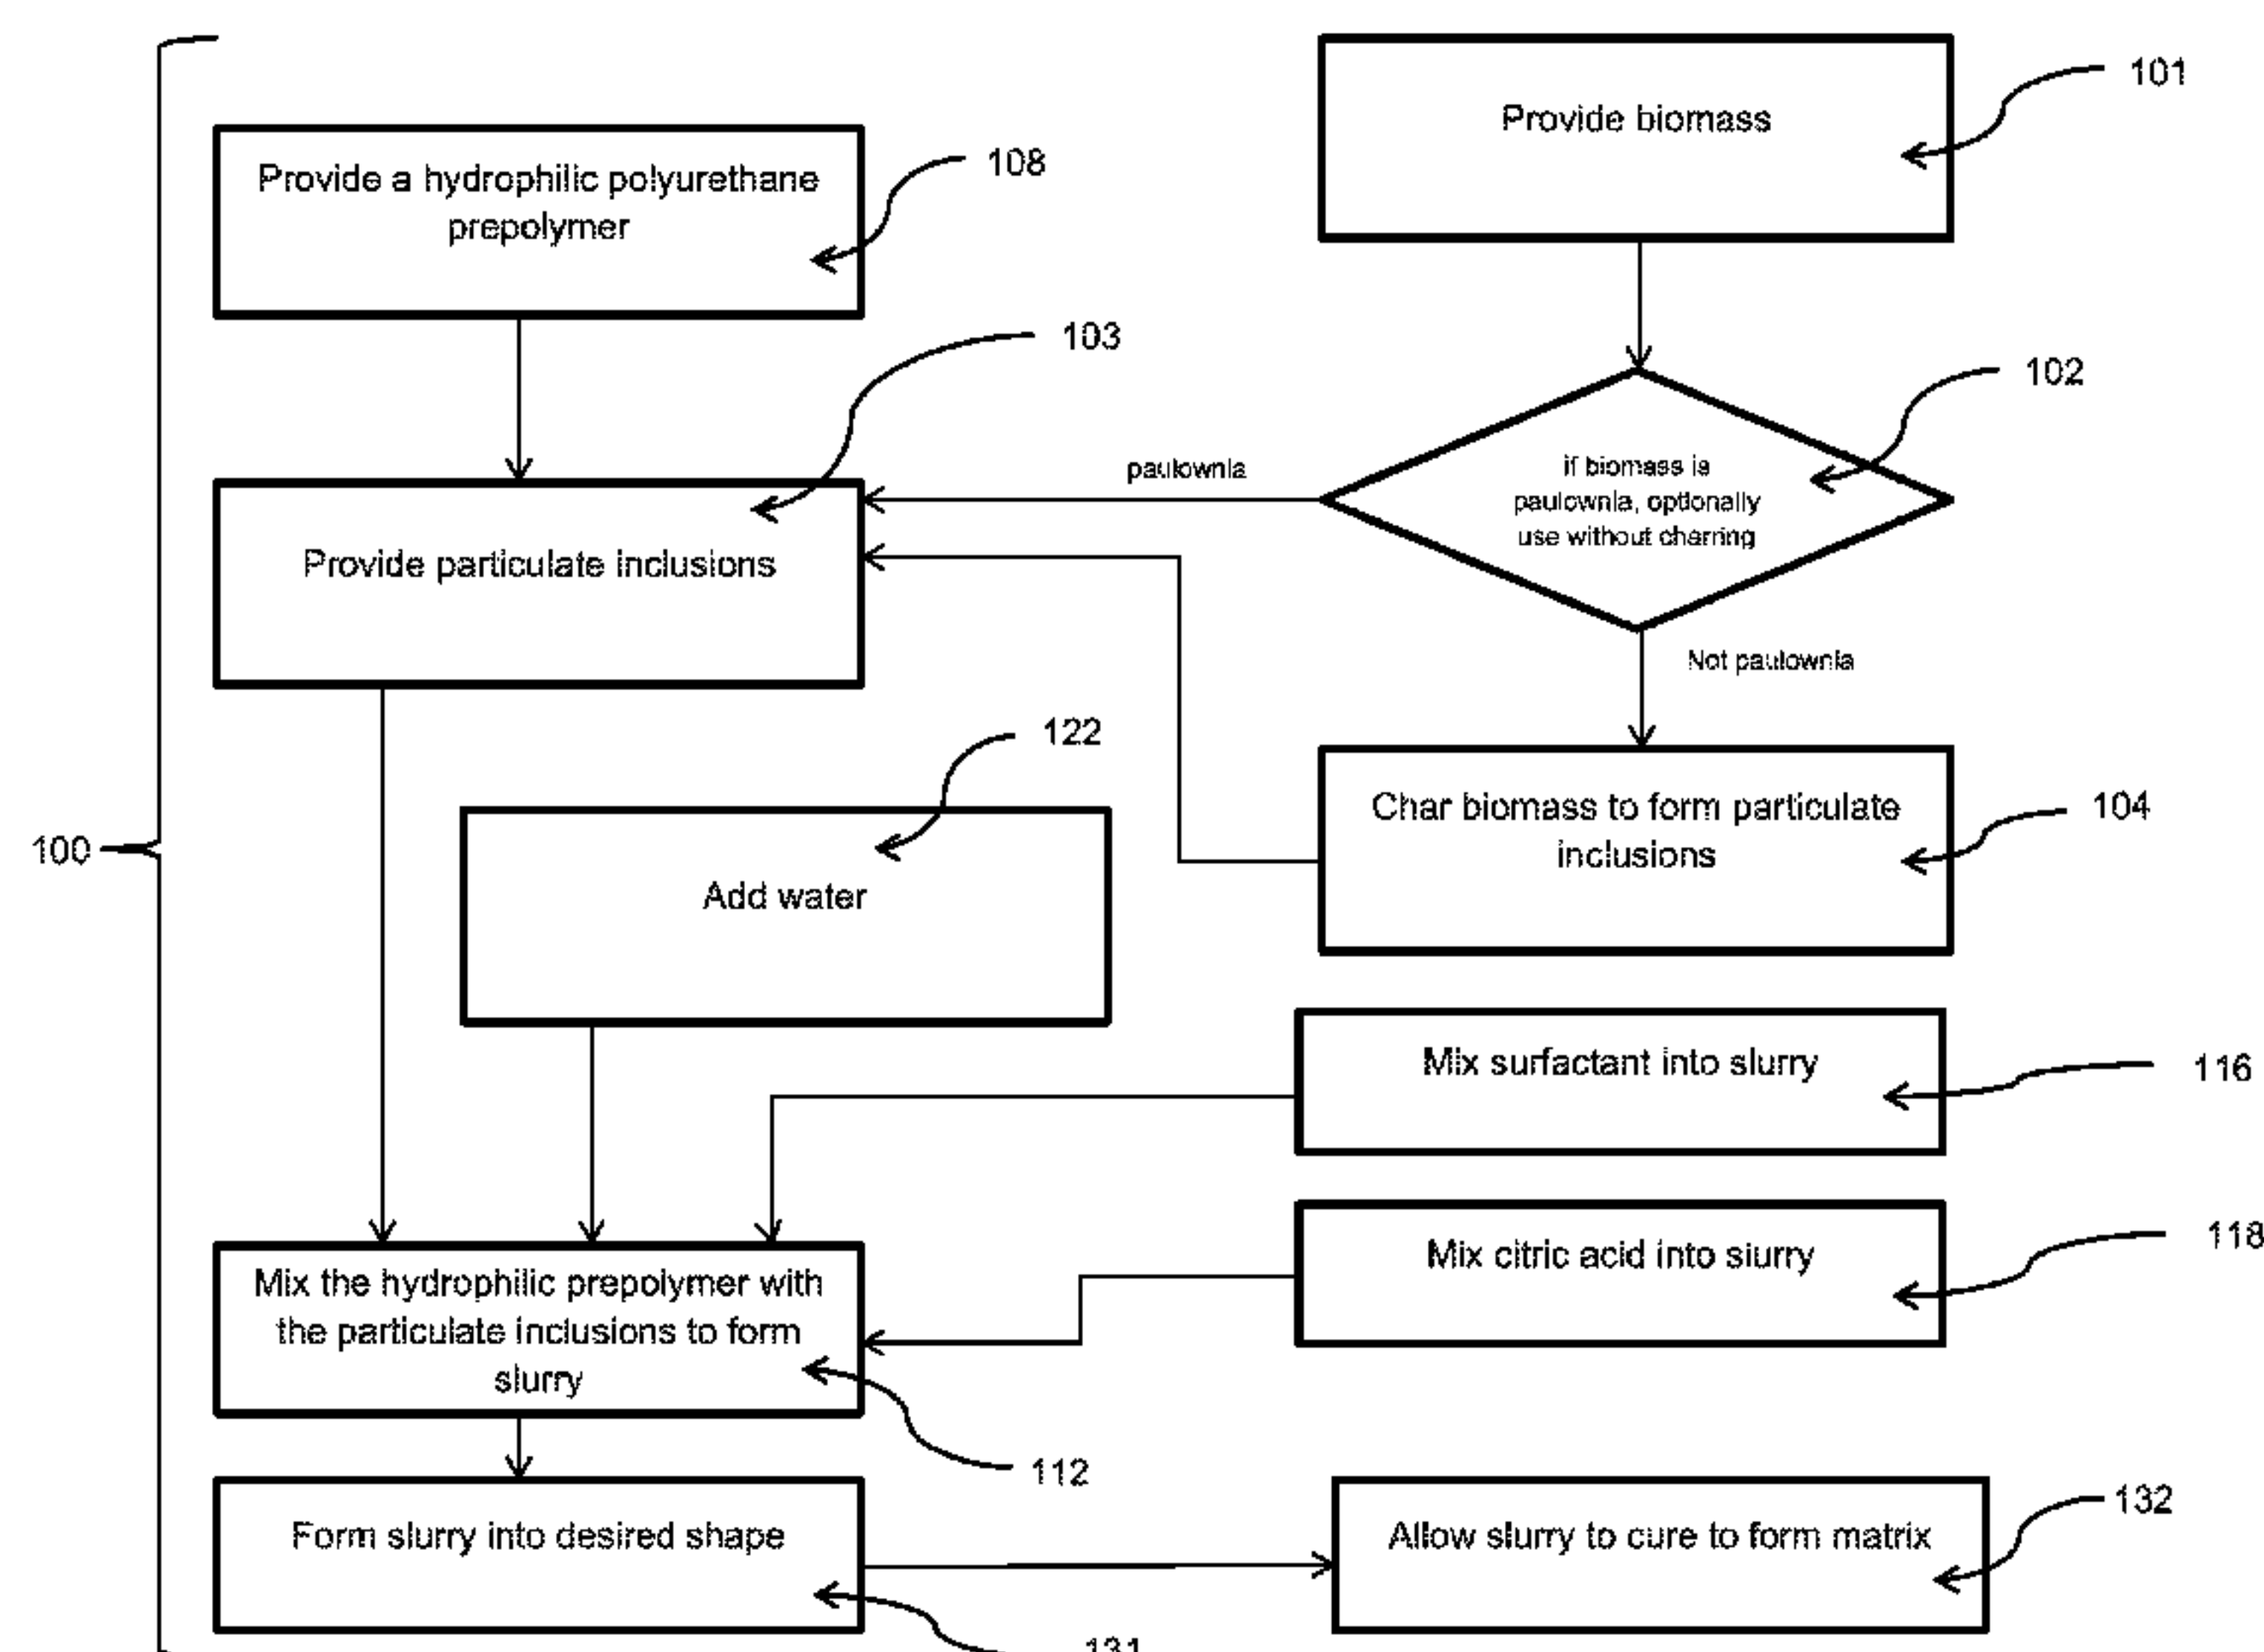 101
Provide biomass
108
Provide a hydrophilic polyurethane
prepolymer
103
102
paulownia
if biomass is
paulownia, optionally
use without charring
Provide particulate inclusions
Not paulownia
122
104
Char biomass to form particulate
inclusions
100
Add water
116
Mix surfactant into slurry
118
Mix citric acid into slurry
Mix the hydrophilic prepolymer with
the particulate inclusions to form
slurry
112
132
Form slurry into desired shape
Allow slurry to cure to form matrix
131